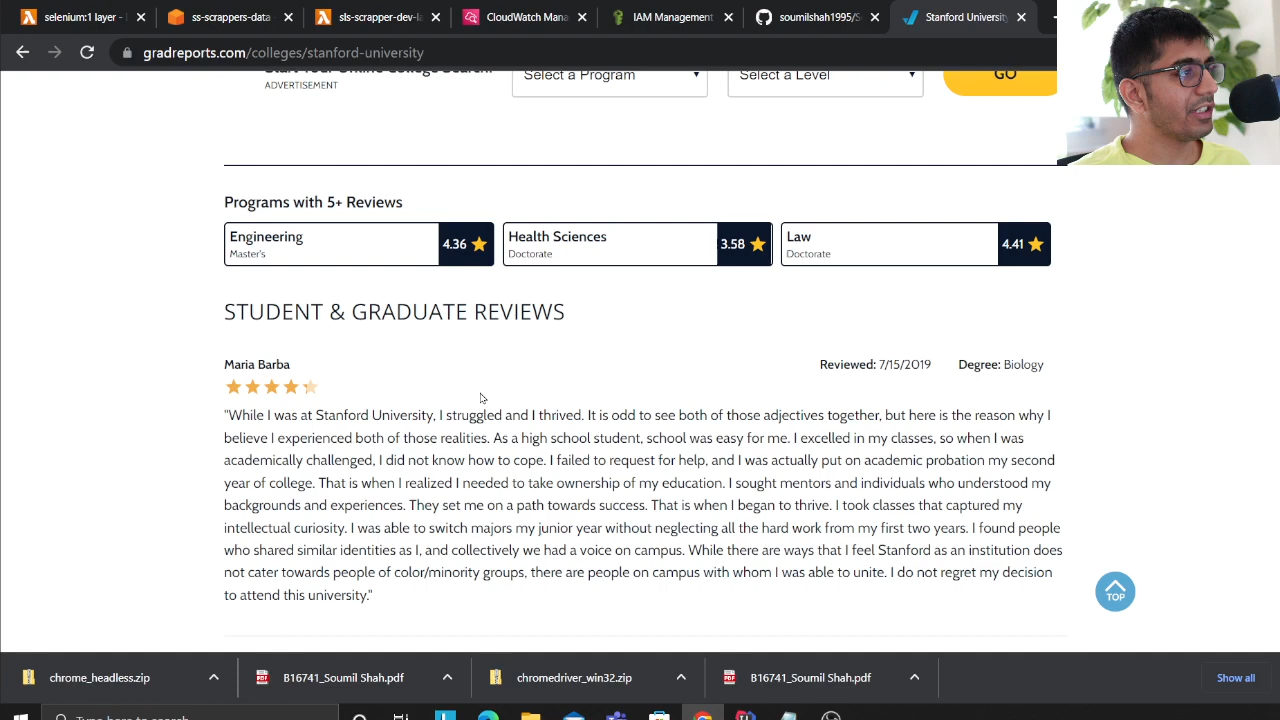 selenium:1 layer -
ss-scrappers-data
sls-scrapper-dev-la
CloudWatch Man
IAM Management
soumilshah1995/S
Stanford University
gradreports.com/colleges/stanford-university
Start Your Online College Search:
ADVERTISEMENT
Select a Program
Select a Level
GO
Programs with 5+ Reviews
Engineering
Master's
4.36
Health Sciences
Doctorate
3.58
Law
Doctorate
4.41
STUDENT & GRADUATE REVIEWS
Maria Barba
Reviewed: 7/15/2019
Degree: Biology
"While I was at Stanford University, I struggled and I thrived. It is odd to see both of those adjectives together, but here is the reason why I
believe I experienced both of those realities. As a high school student, school was easy for me. I excelled in my classes, so when I was
academically challenged, I did not know how to cope. I failed to request for help, and I was actually put on academic probation my second
year of college. That is when I realized I needed to take ownership of my education. I sought mentors and individuals who understood my
backgrounds and experiences. They set me on a path towards success. That is when I began to thrive. I took classes that captured my
intellectual curiosity. I was able to switch majors my junior year without neglecting all the hard work from my first two years. I found people
who shared similar identities as I, and collectively we had a voice on campus. While there are ways that I feel Stanford as an institution does
not cater towards people of color/minority groups, there are people on campus with whom I was able to unite. I do not regret my decision
to attend this university."
TOP
chrome_headless.zip
B16741_Soumil Shah.pdf
chromedriver_win32.zip
B16741_Soumil Shah.pdf
Show all
Type here to search